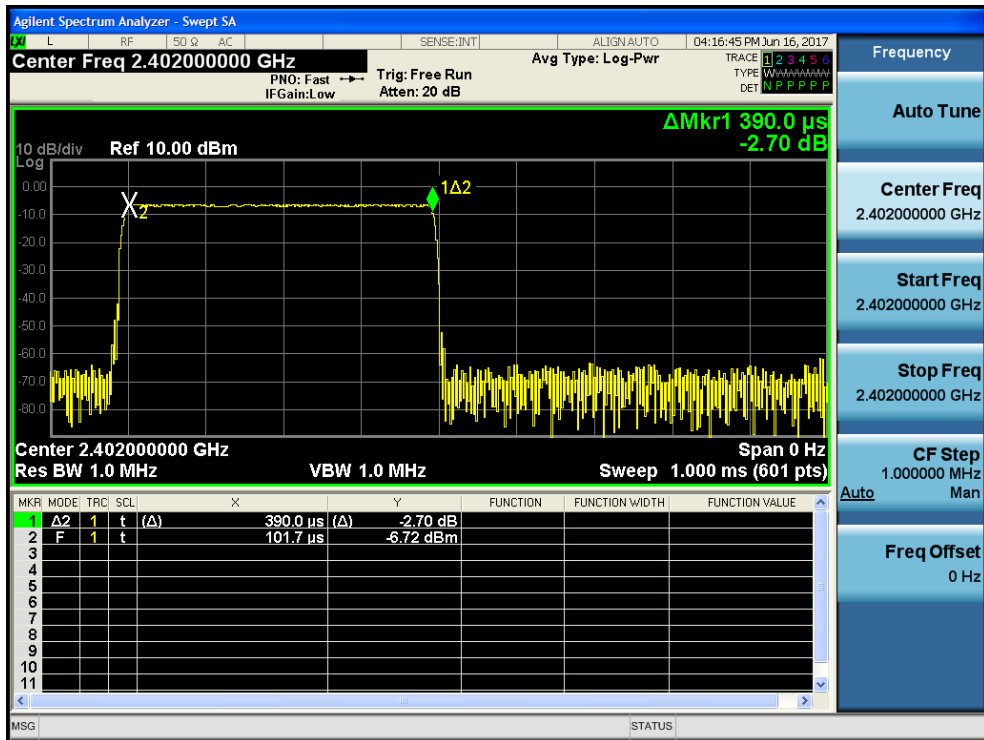 Agilent Spectrum Analyzer - Swept SA
LXI L RF 50 Ω AC SENSE:INT ALIGN AUTO 04:16:45 PM Jun 16, 2017
Center Freq 2.402000000 GHz
PNO: Fast
IFGain:Low
Trig: Free Run
Atten: 20 dB
Avg Type: Log-Pwr
TRACE 1 2 3 4 5 6
TYPE WWWWWWW
DET N P P P P P
ΔMkr1 390.0 µs
-2.70 dB
10 dB/div Ref 10.00 dBm
Log
0.00
-10.0
-20.0
-30.0
-40.0
-50.0
-60.0
-70.0
-80.0
X2
1Δ2
Center 2.402000000 GHz Span 0 Hz
Res BW 1.0 MHz VBW 1.0 MHz Sweep 1.000 ms (601 pts)
MKR MODE TRC SCL X Y FUNCTION FUNCTION WIDTH FUNCTION VALUE
1 Δ2 1 t (Δ) 390.0 µs (Δ) -2.70 dB
2 F 1 t 101.7 µs -6.72 dBm
3
4
5
6
7
8
9
10
11
MSG STATUS
Frequency
Auto Tune
Center Freq
2.402000000 GHz
Start Freq
2.402000000 GHz
Stop Freq
2.402000000 GHz
CF Step
1.000000 MHz
Auto Man
Freq Offset
0 Hz